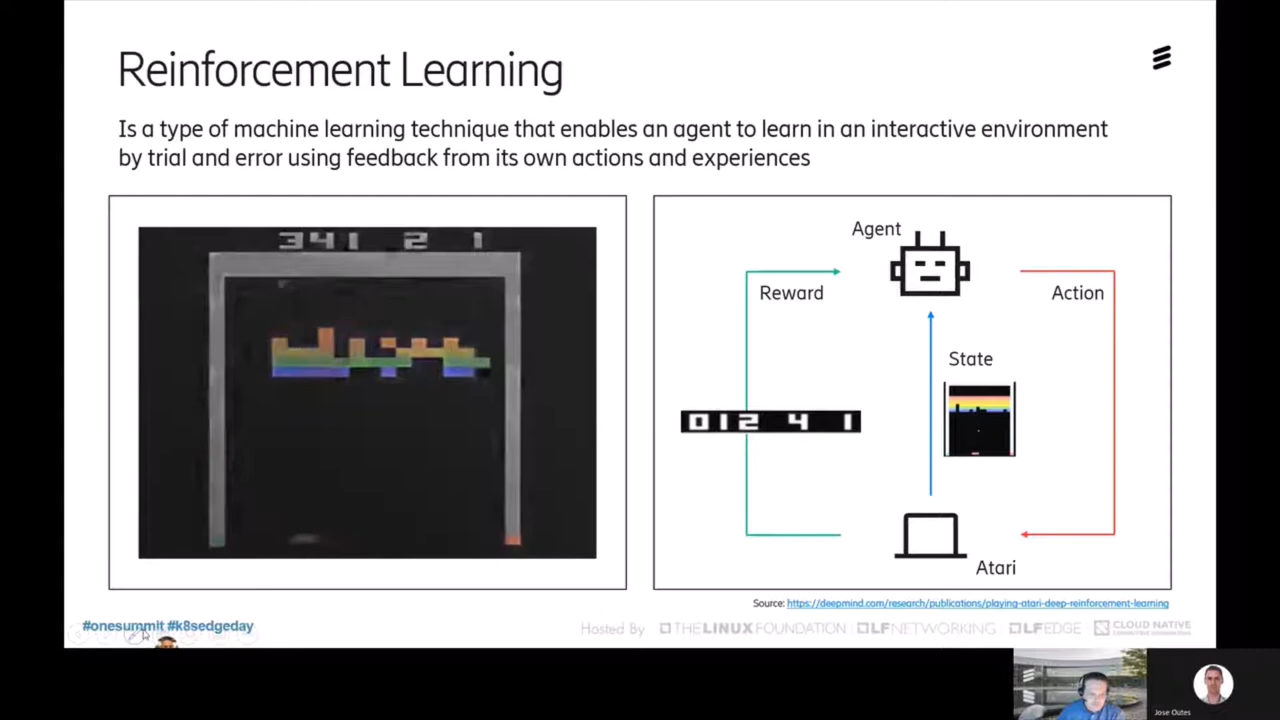 Reinforcement Learning
Is a type of machine learning technique that enables an agent to learn in an interactive environment
by trial and error using feedback from its own actions and experiences
341 2 1
Agent
Reward
Action
State
012 4 1
Atari
Source: https://deepmind.com/research/publications/playing-atari-deep-reinforcement-learning
#onesummit #k8sedgeday
Hosted By THE LINUX FOUNDATION LF NETWORKING LF EDGE CLOUD NATIVE
Jose Outes